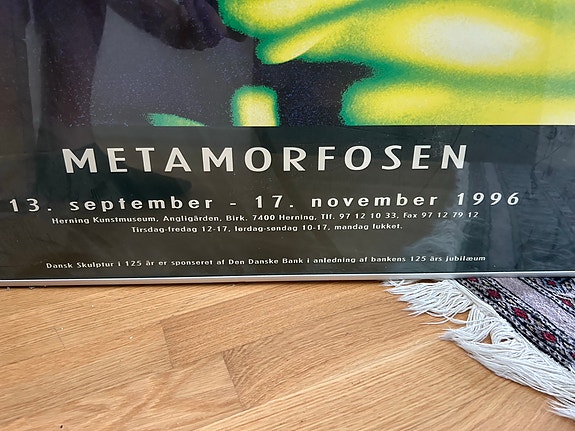 METAMORFOSEN
13. september - 17. november 1996
Herning Kunstmuseum, Angligården, Birk. 7400 Herning, Tlf. 97 12 10 33, Fax 97 12 79 12
Tirsdag-fredag 12-17, lørdag-søndag 10-17, mandag lukket.
Dansk Skulptur i 125 år er sponseret af Den Danske Bank i anledning af bankens 125 års jubilæum